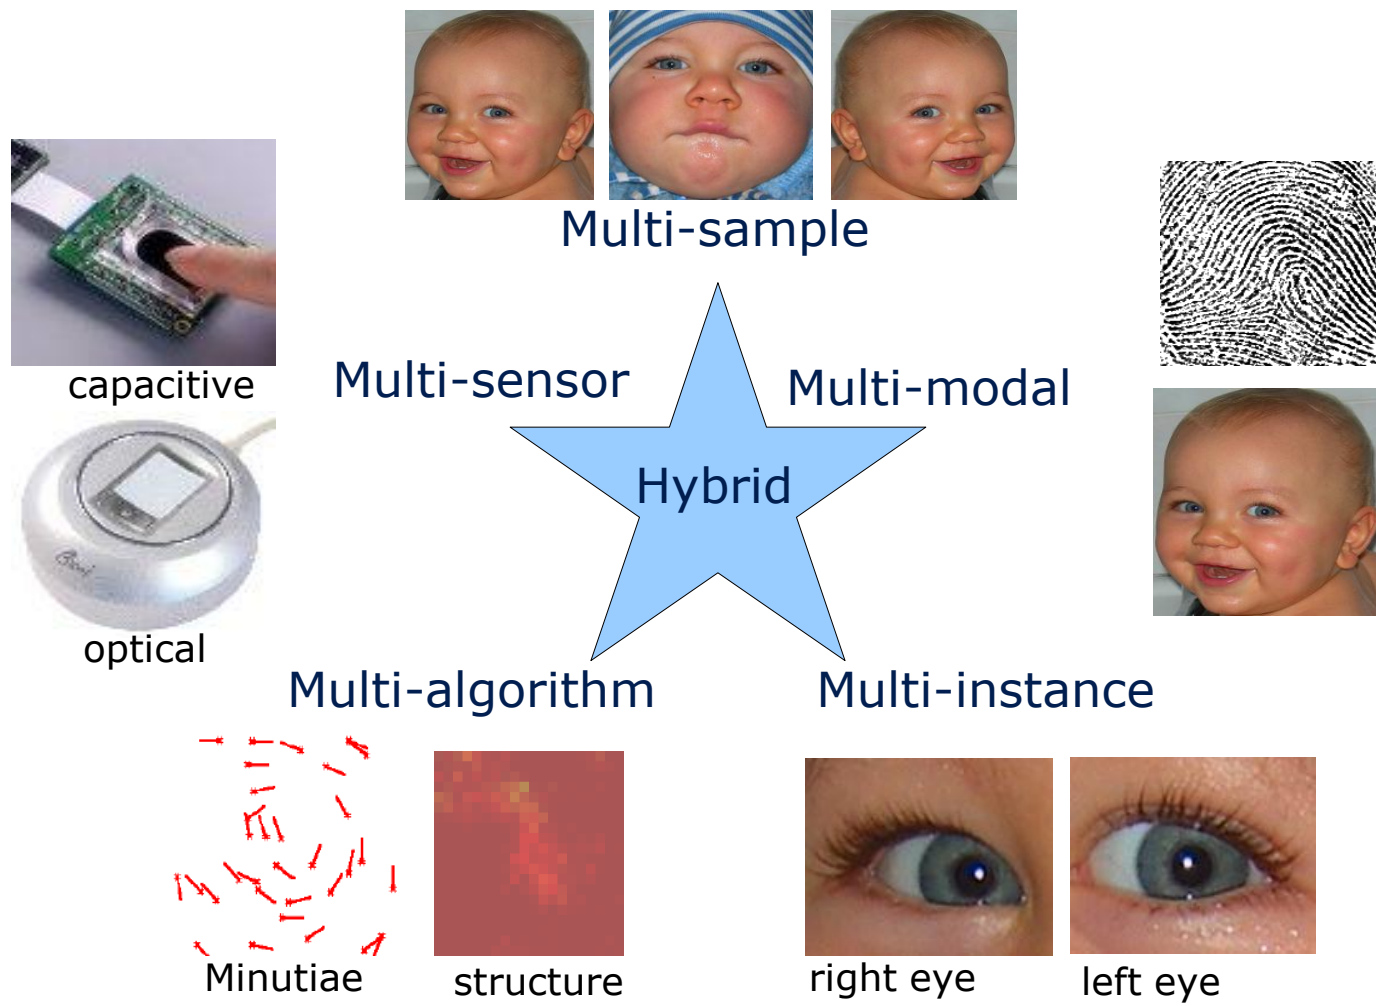 Multi-sample
capacitive
Multi-sensor
Multi-modal
Hybrid
optical
Multi-algorithm
Multi-instance
Minutiae
structure
right eye
left eye